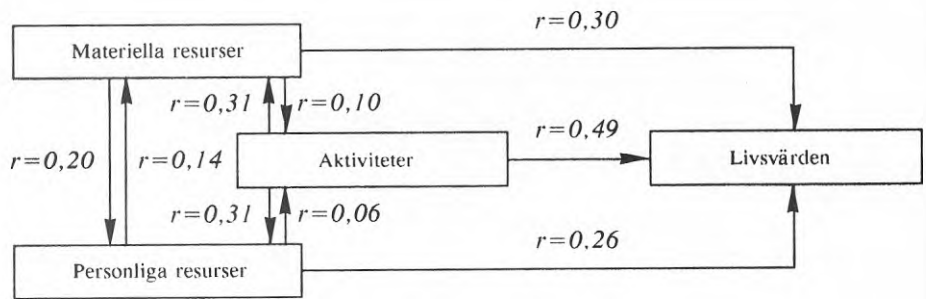 r=0,30
Materiella resurser
r=0,31
r=0,10
r=0,49
r=0,20
r=0,14
Aktiviteter
Livsvärden
r=0,31
r=0,06
r=0,26
Personliga resurser